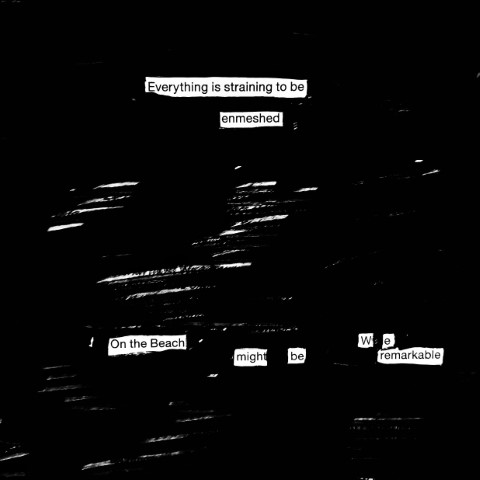 Everything is straining to be
enmeshed
On the Beach
might be
We
remarkable